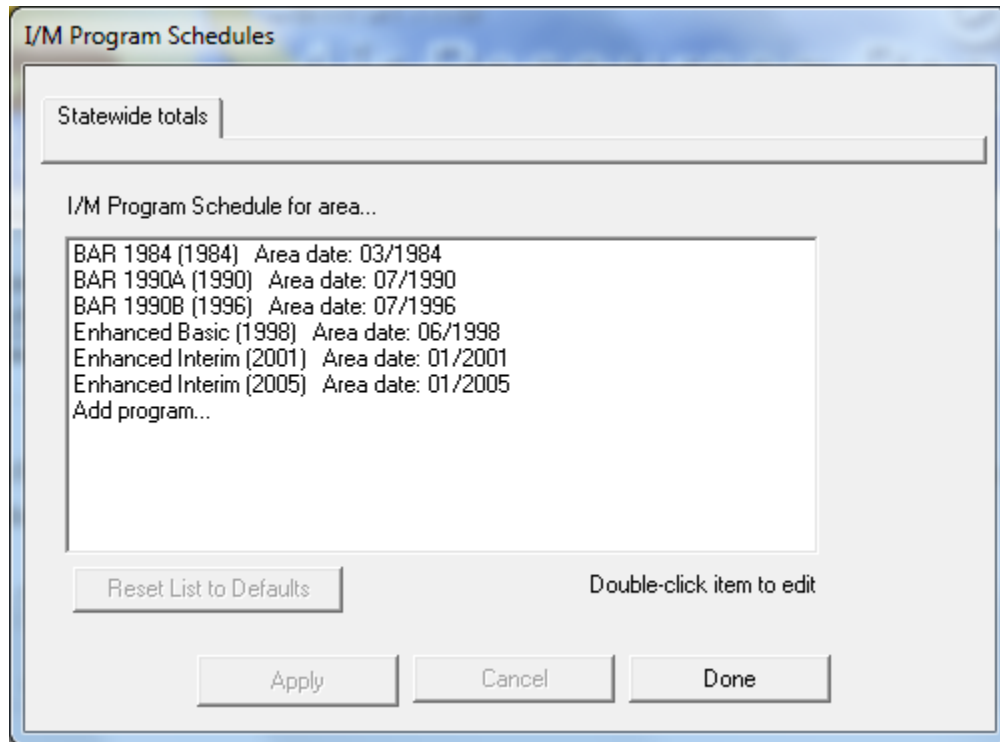 I/M Program Schedules
Statewide totals
I/M Program Schedule for area...
BAR 1984 (1984)   Area date: 03/1984
BAR 1990A (1990)   Area date: 07/1990
BAR 1990B (1996)   Area date: 07/1996
Enhanced Basic (1998)   Area date: 06/1998
Enhanced Interim (2001)   Area date: 01/2001
Enhanced Interim (2005)   Area date: 01/2005
Add program...
Reset List to Defaults
Double-click item to edit
Apply
Cancel
Done